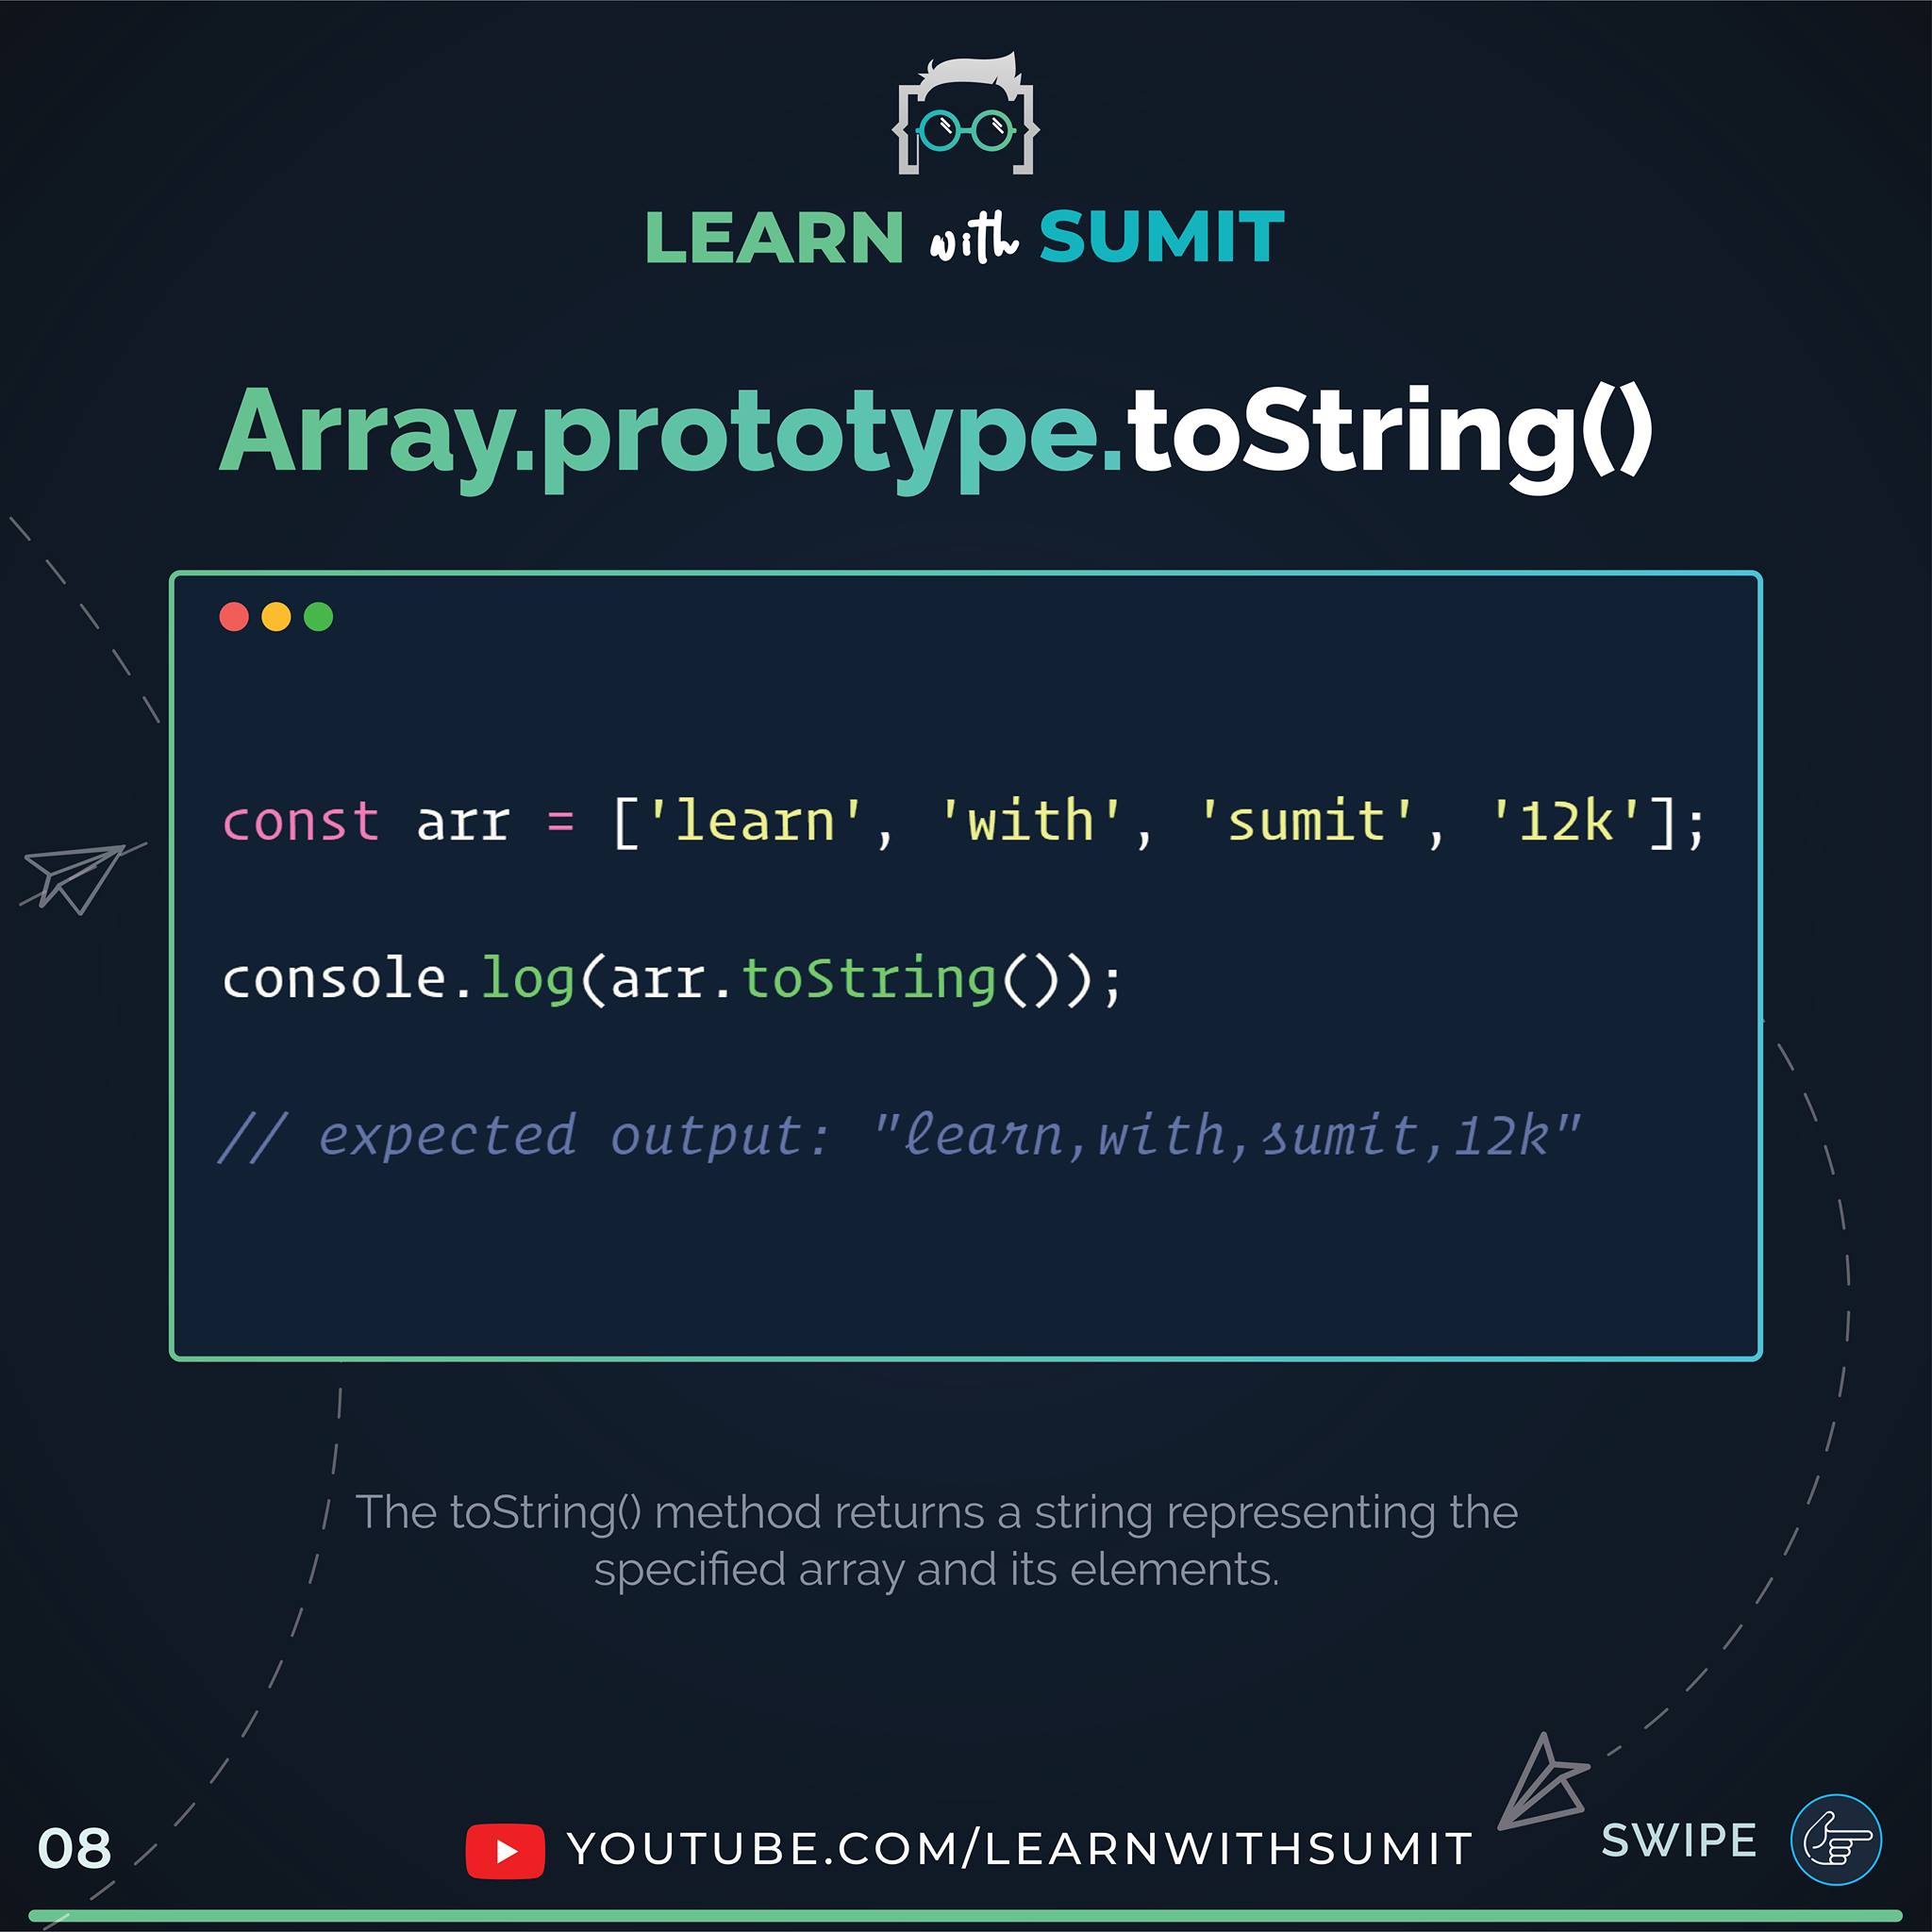 LEARN with SUMIT
Array.prototype.toString()
const arr = ['learn', 'with', 'sumit', '12k'];
console.log(arr.toString());
// expected output: "learn,with,sumit,12k"
The toString() method returns a string representing the
specified array and its elements.
08
YOUTUBE.COM/LEARNWITHSUMIT
SWIPE